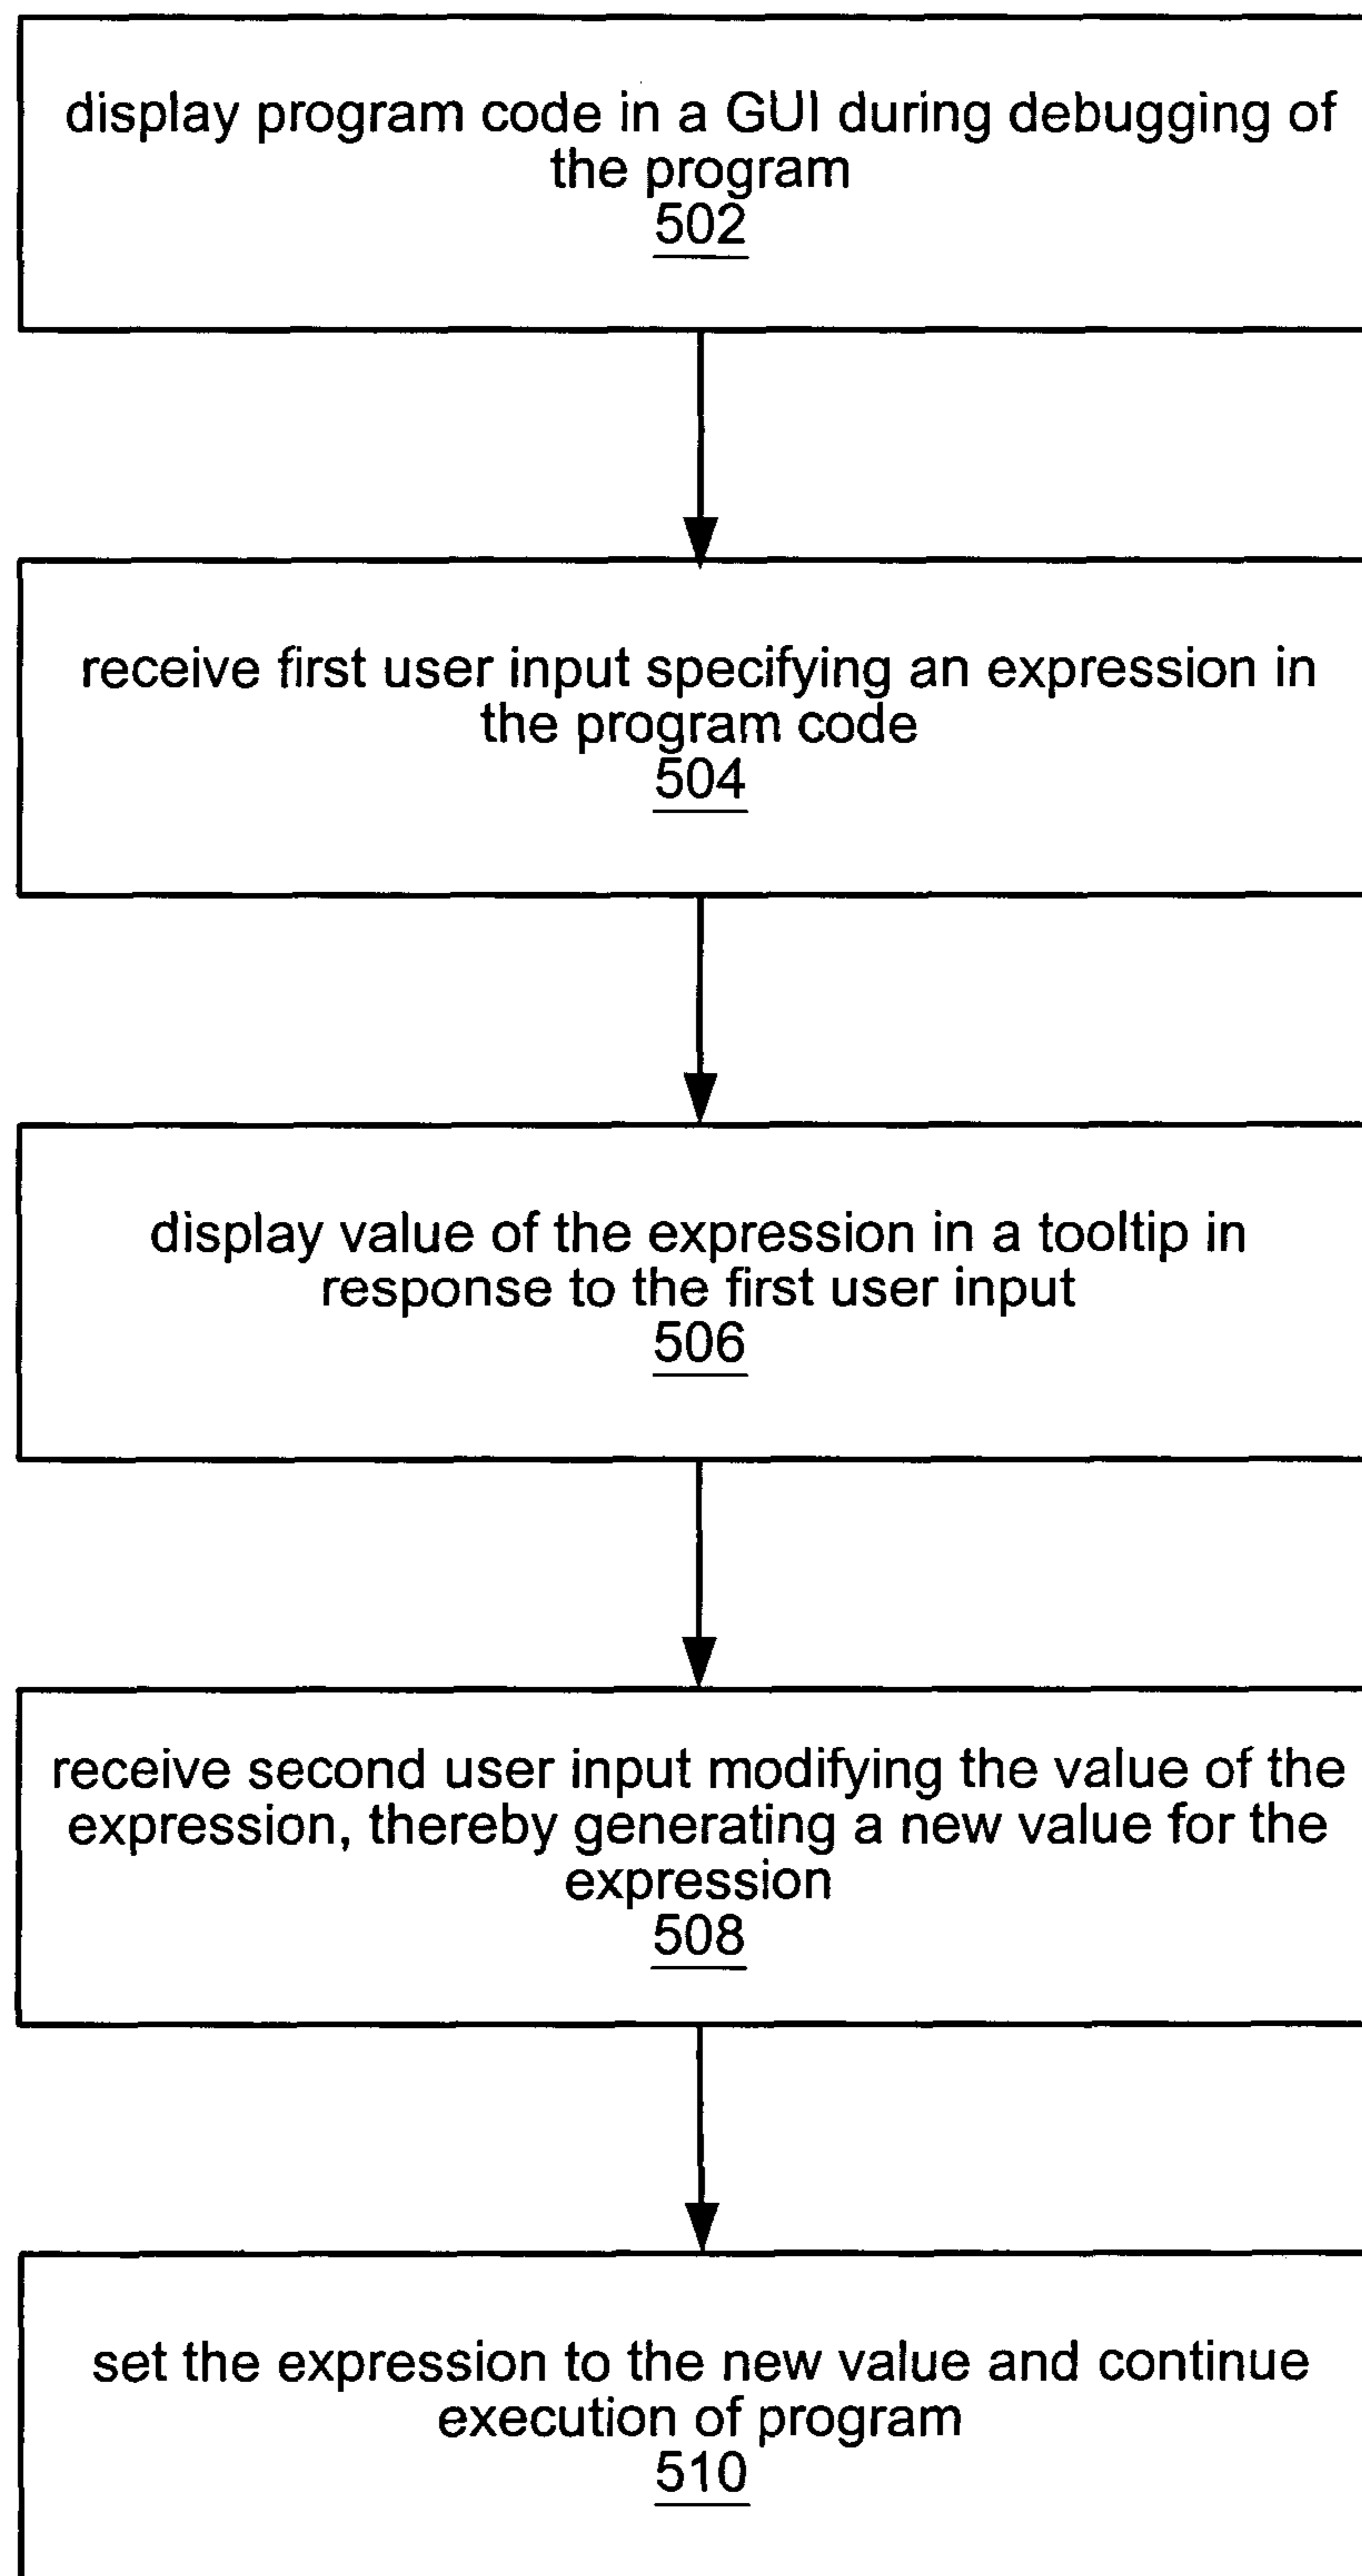 display program code in a GUI during debugging of
the program
502
receive first user input specifying an expression in
the program code
504
display value of the expression in a tooltip in
response to the first user input
506
receive second user input modifying the value of the
expression, thereby generating a new value for the
expression
508
set the expression to the new value and continue
execution of program
510